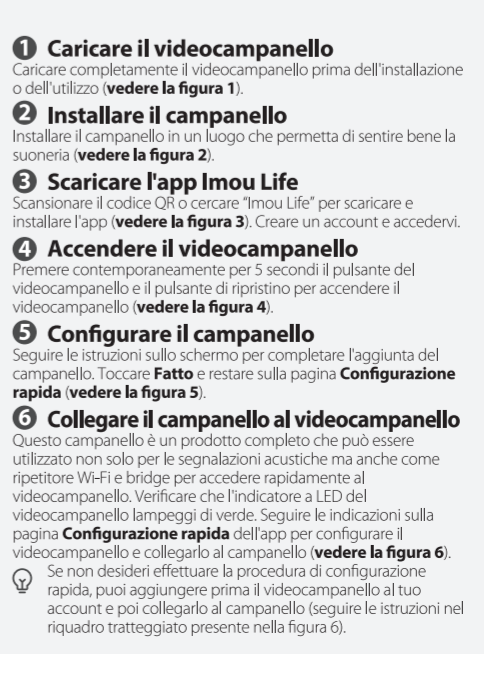 1 Caricare il videocampanello
Caricare completamente il videocampanello prima dell'installazione
o dell'utilizzo (vedere la figura 1).
2 Installare il campanello
Installare il campanello in un luogo che permetta di sentire bene la
suoneria (vedere la figura 2).
3 Scaricare l'app Imou Life
Scansionare il codice QR o cercare “Imou Life” per scaricare e
installare l'app (vedere la figura 3). Creare un account e accedervi.
4 Accendere il videocampanello
Premere contemporaneamente per 5 secondi il pulsante del
videocampanello e il pulsante di ripristino per accendere il
videocampanello (vedere la figura 4).
5 Configurare il campanello
Seguire le istruzioni sullo schermo per completare l'aggiunta del
campanello. Toccare Fatto e restare sulla pagina Configurazione
rapida (vedere la figura 5).
6 Collegare il campanello al videocampanello
Questo campanello è un prodotto completo che può essere
utilizzato non solo per le segnalazioni acustiche ma anche come
ripetitore Wi-Fi e bridge per accedere rapidamente al
videocampanello. Verificare che l'indicatore a LED del
videocampanello lampeggi di verde. Seguire le indicazioni sulla
pagina Configurazione rapida dell'app per configurare il
videocampanello e collegarlo al campanello (vedere la figura 6).
Se non desideri effettuare la procedura di configurazione
rapida, puoi aggiungere prima il videocampanello al tuo
account e poi collegarlo al campanello (seguire le istruzioni nel
riquadro tratteggiato presente nella figura 6).